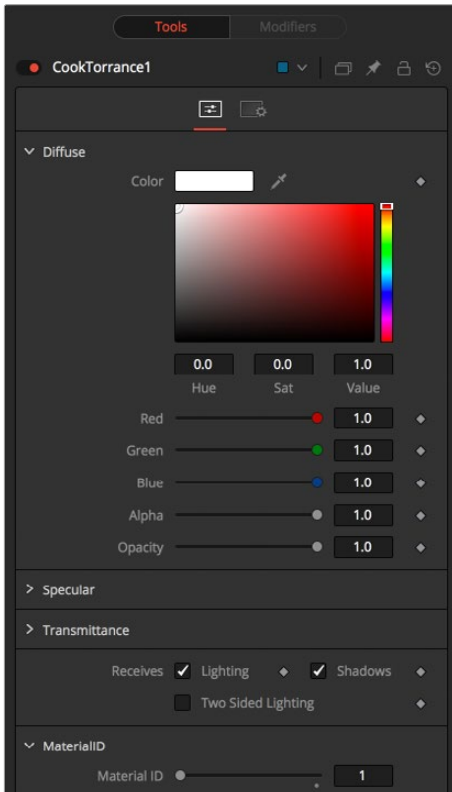 Tools Modifiers
CookTorrance1
Diffuse
Color
0.0 0.0 1.0
Hue Sat Value
Red 1.0
Green 1.0
Blue 1.0
Alpha 1.0
Opacity 1.0
Specular
Transmittance
Receives Lighting Shadows
Two Sided Lighting
MaterialID
Material ID 1